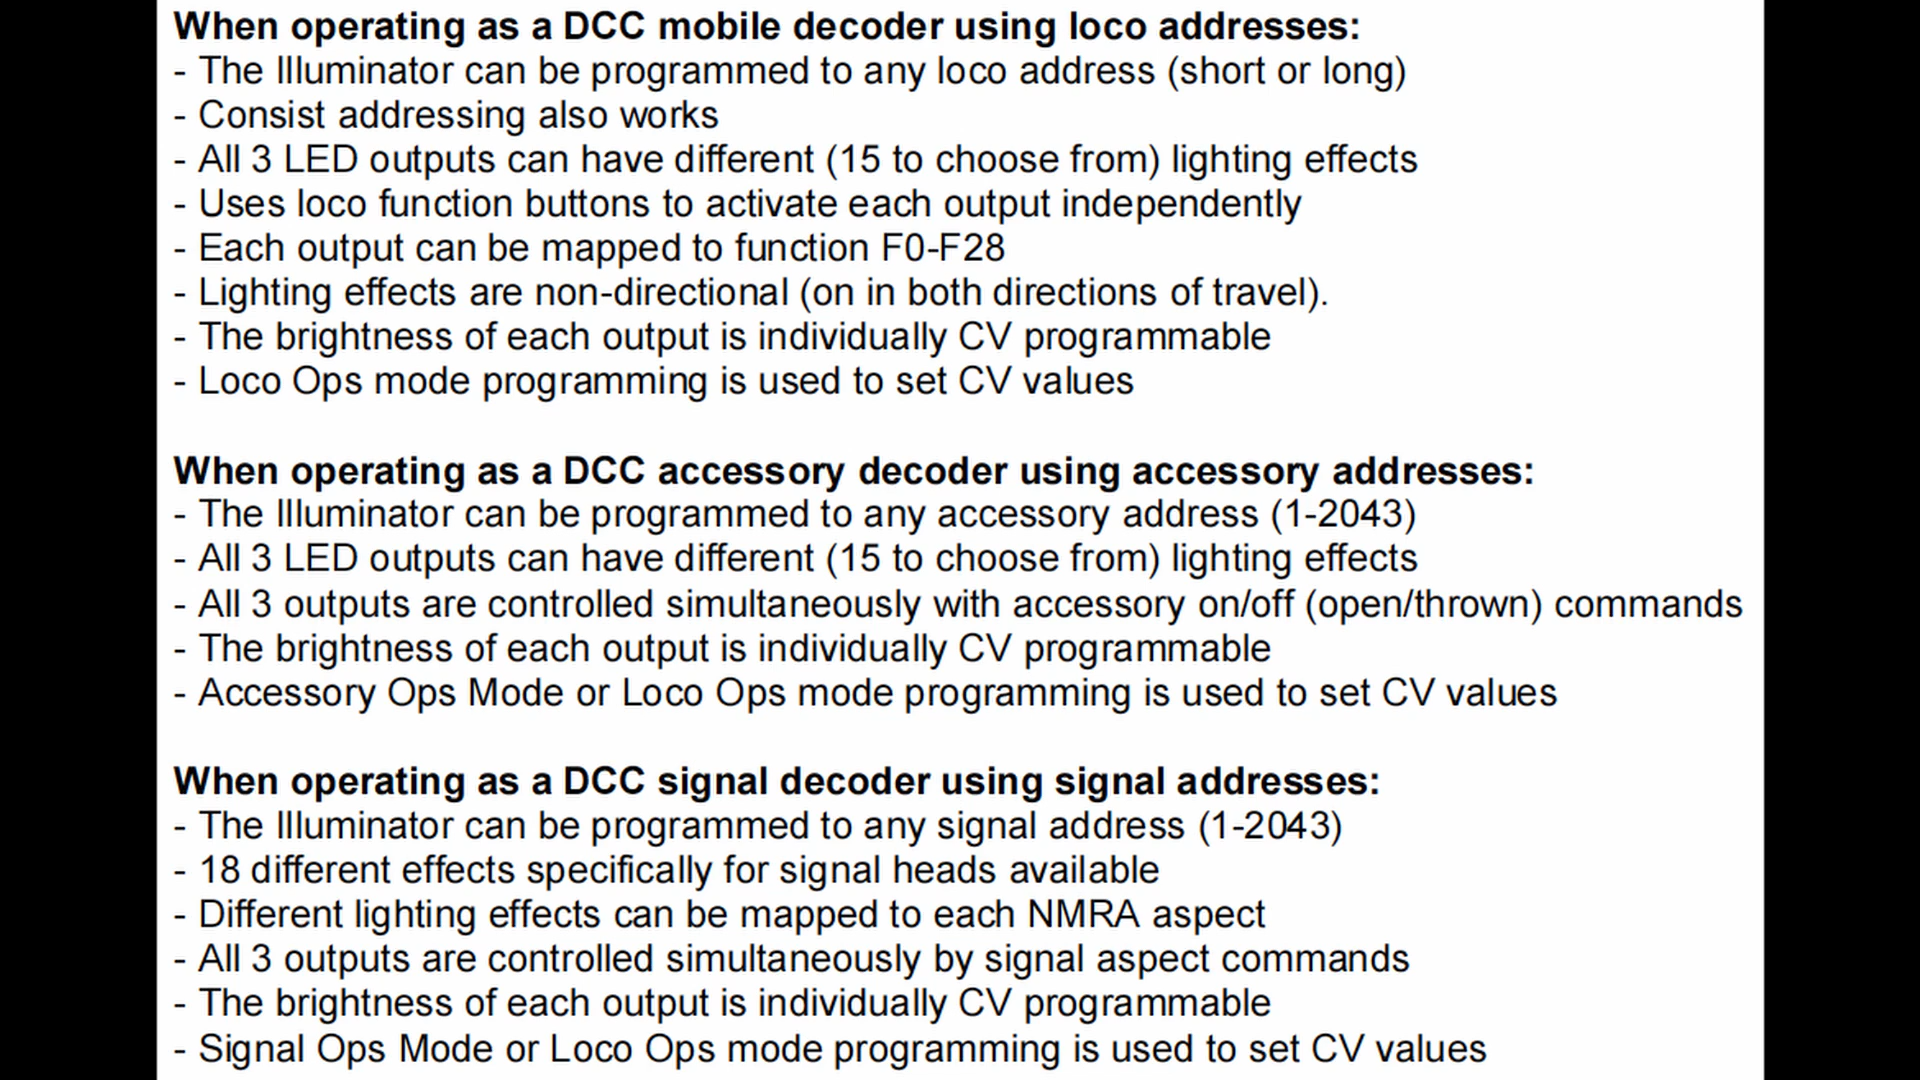 When operating as a DCC mobile decoder using loco addresses:
- The Illuminator can be programmed to any loco address (short or long)
- Consist addressing also works
- All 3 LED outputs can have different (15 to choose from) lighting effects
- Uses loco function buttons to activate each output independently
- Each output can be mapped to function F0-F28
- Lighting effects are non-directional (on in both directions of travel).
- The brightness of each output is individually CV programmable
- Loco Ops mode programming is used to set CV values
When operating as a DCC accessory decoder using accessory addresses:
- The Illuminator can be programmed to any accessory address (1-2043)
- All 3 LED outputs can have different (15 to choose from) lighting effects
- All 3 outputs are controlled simultaneously with accessory on/off (open/thrown) commands
- The brightness of each output is individually CV programmable
- Accessory Ops Mode or Loco Ops mode programming is used to set CV values
When operating as a DCC signal decoder using signal addresses:
- The Illuminator can be programmed to any signal address (1-2043)
- 18 different effects specifically for signal heads available
- Different lighting effects can be mapped to each NMRA aspect
- All 3 outputs are controlled simultaneously by signal aspect commands
- The brightness of each output is individually CV programmable
- Signal Ops Mode or Loco Ops mode programming is used to set CV values